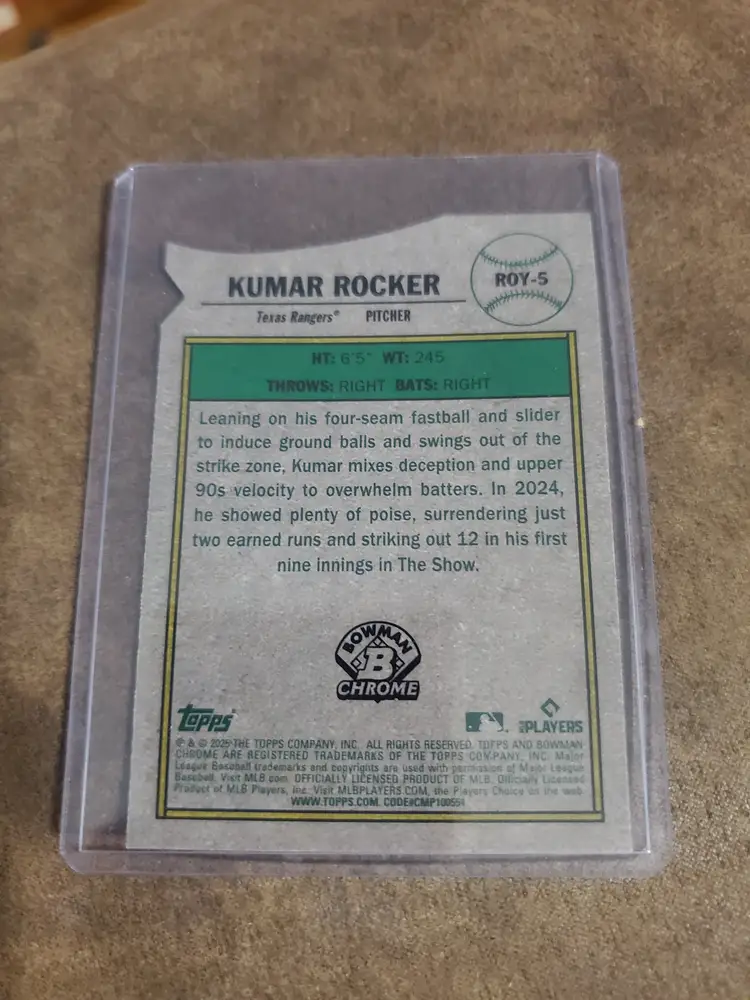 KUMAR ROCKER
ROY-5
Texas Rangers® PITCHER
HT: 6'5" WT: 245
THROWS: RIGHT BATS: RIGHT
Leaning on his four-seam fastball and slider
to induce ground balls and swings out of the
strike zone, Kumar mixes deception and upper
90s velocity to overwhelm batters. In 2024,
he showed plenty of poise, surrendering just
two earned runs and striking out 12 in his first
nine innings in The Show.
BOWMAN
B
CHROME
Topps
PLAYERS
® & © 2025 THE TOPPS COMPANY, INC. ALL RIGHTS RESERVED. TOPPS AND BOWMAN
CHROME ARE REGISTERED TRADEMARKS OF THE TOPPS COMPANY, INC. Major
League Baseball trademarks and copyrights are used with permission of Major League
Baseball. Visit MLB.com. OFFICIALLY LICENSED PRODUCT OF MLB. Officially Licensed
Product of MLB Players, Inc. Visit MLBPLAYERS.COM, the Players Choice on the web.
WWW.TOPPS.COM. CODE#CMP100554